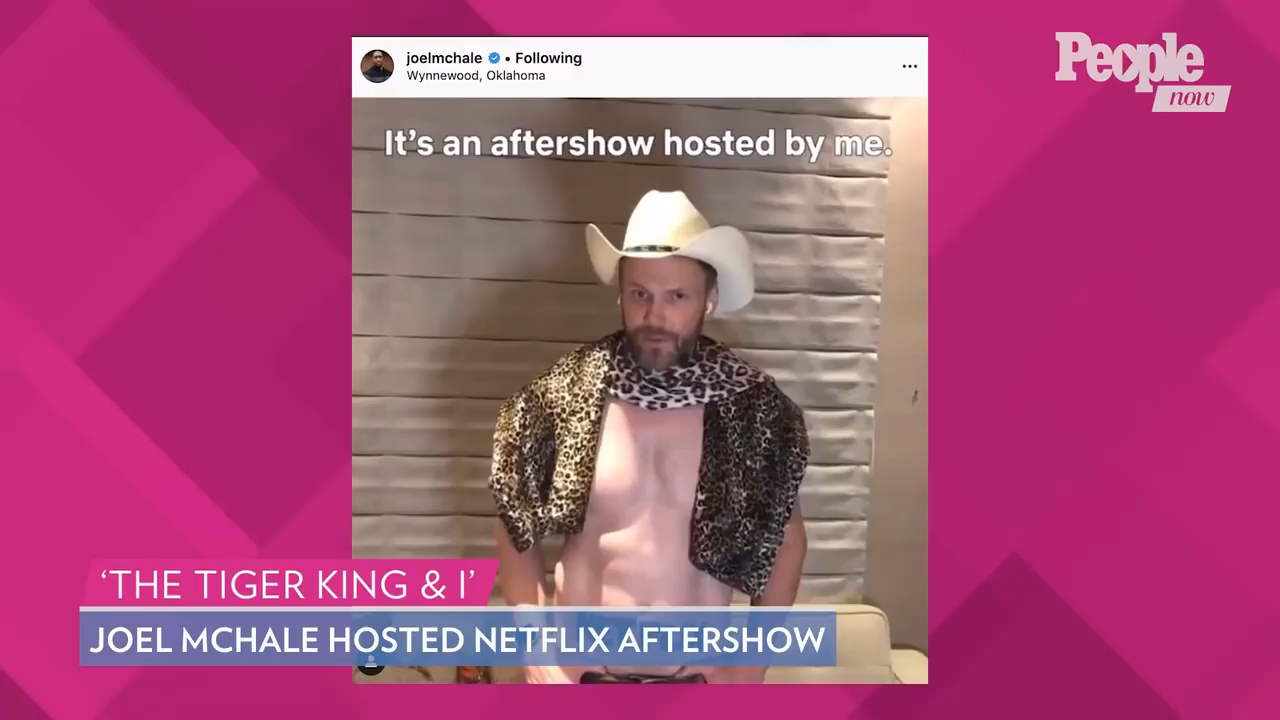 joelmchale • Following
Wynnewood, Oklahoma
People
now
It's an aftershow hosted by me.
'THE TIGER KING & I'
JOEL MCHALE HOSTED NETFLIX AFTERSHOW